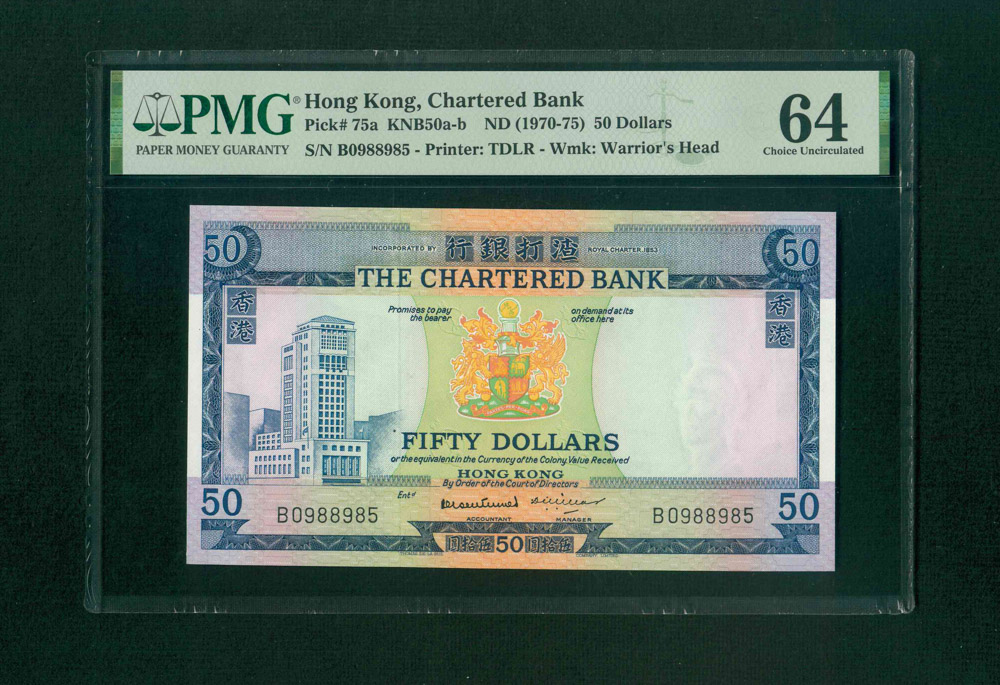 PMG® Hong Kong, Chartered Bank
Pick# 75a KNB50a-b ND (1970-75) 50 Dollars
PAPER MONEY GUARANTY
S/N B0988985 - Printer: TDLR - Wmk: Warrior's Head
64
Choice Uncirculated
50 INCORPORATED BY 行銀打渣 ROYAL CHARTER, 1853 50
THE CHARTERED BANK
香港
香港
Promises to pay
the bearer
on demand at its
office here
FIFTY DOLLARS
or the equivalent in the Currency of the Colony, Value Received
HONG KONG
By Order of the Court of Directors
50 Entd 50
B0988985 B0988985
ACCOUNTANT MANAGER
圓拾伍 50 圓拾伍